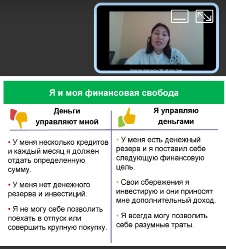 Я и моя финансовая свобода
Деньги
управляют мной
Я управляю
деньгами
• У меня несколько кредитов
и каждый месяц я должен
отдать определенную
сумму.
• У меня нет денежного
резерва и инвестиций.
• Я не могу себе позволить
поехать в отпуск или
совершить крупную покупку.
- У меня есть денежный
резерв и я поставил себе
следующую финансовую
цель.
- Свои сбережения я
инвестирую и они приносят
мне дополнительный доход.
- Я всегда могу позволить
себе разумные траты.